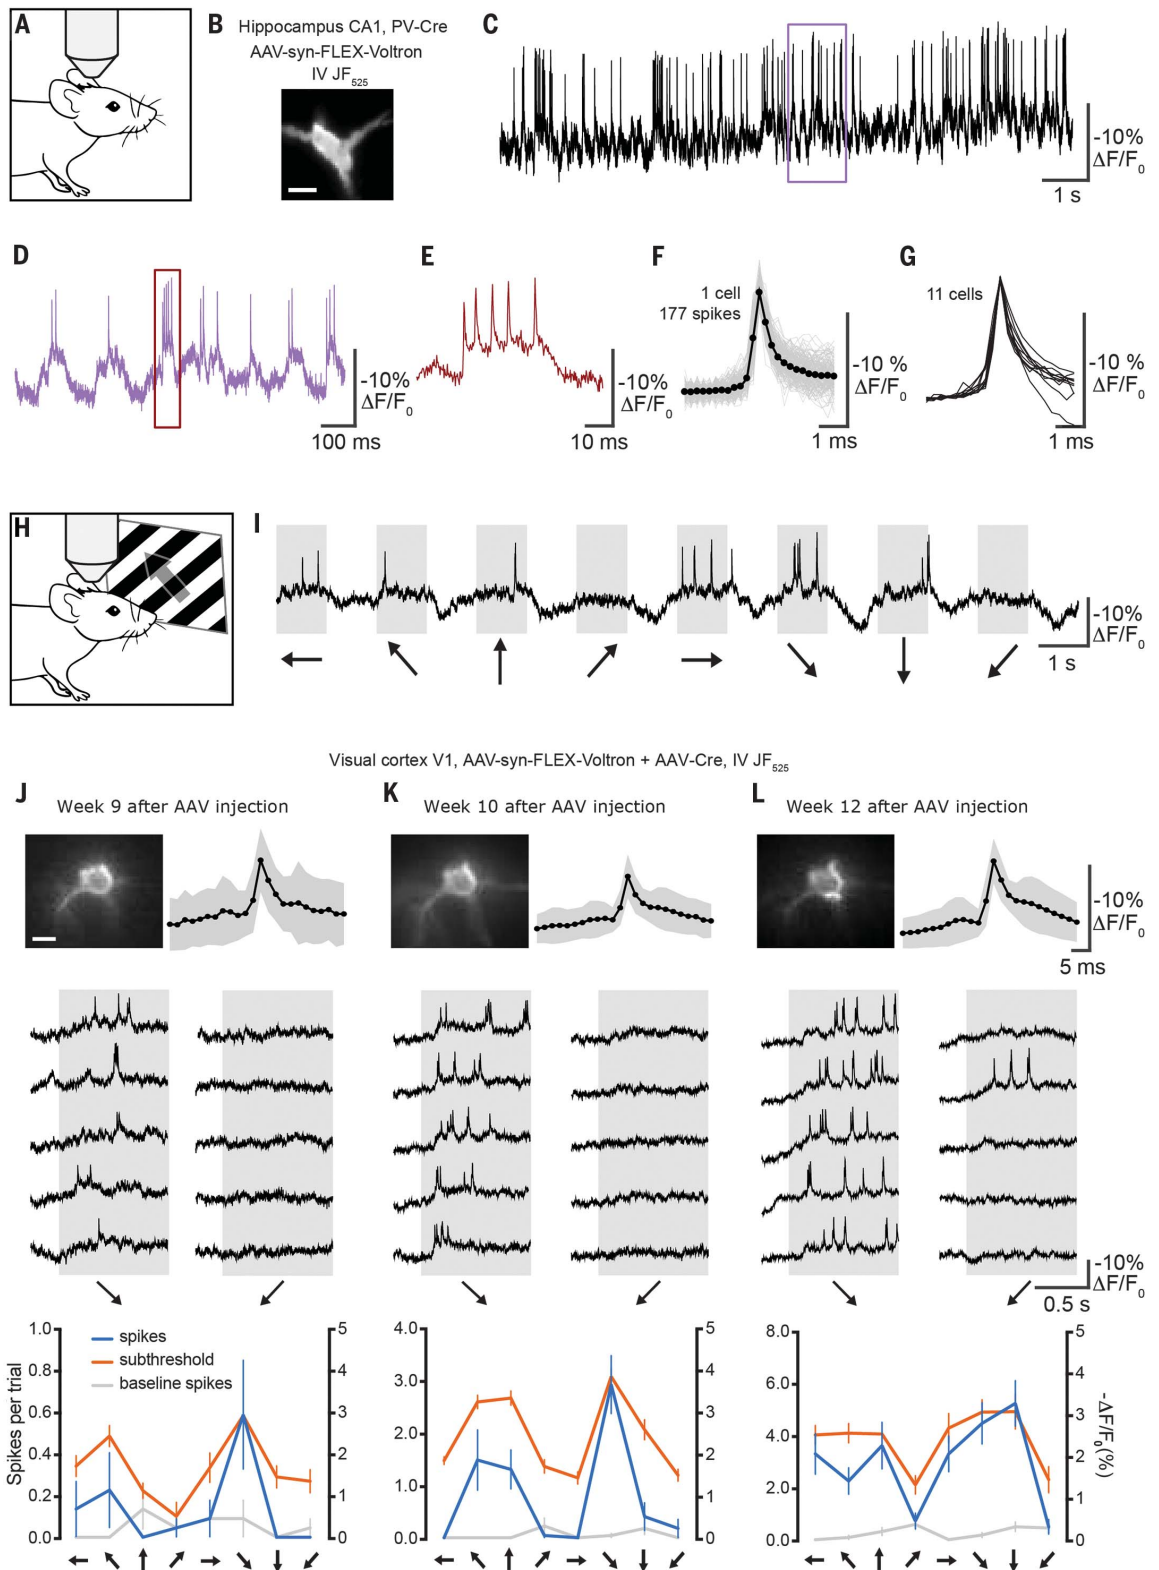 A
B
Hippocampus CA1, PV-Cre
AAV-syn-FLEX-Voltron
IV JF525
C
-10%
ΔF/F0
1 s
D
-10%
ΔF/F0
100 ms
E
-10%
ΔF/F0
10 ms
F
1 cell
177 spikes
-10 %
ΔF/F0
1 ms
G
11 cells
-10 %
ΔF/F0
1 ms
H
I
-10%
ΔF/F0
1 s
Visual cortex V1, AAV-syn-FLEX-Voltron + AAV-Cre, IV JF525
J
Week 9 after AAV injection
K
Week 10 after AAV injection
L
Week 12 after AAV injection
-10%
ΔF/F0
5 ms
-10%
ΔF/F0
0.5 s
Spikes per trial
1.0
0.8
0.6
0.4
0.2
0.0
spikes
subthreshold
baseline spikes
5
4
3
2
1
0
4.0
3.0
2.0
1.0
0.0
5
4
3
2
1
0
8.0
6.0
4.0
2.0
0.0
5
4
3
2
1
0
-ΔF/F0(%)